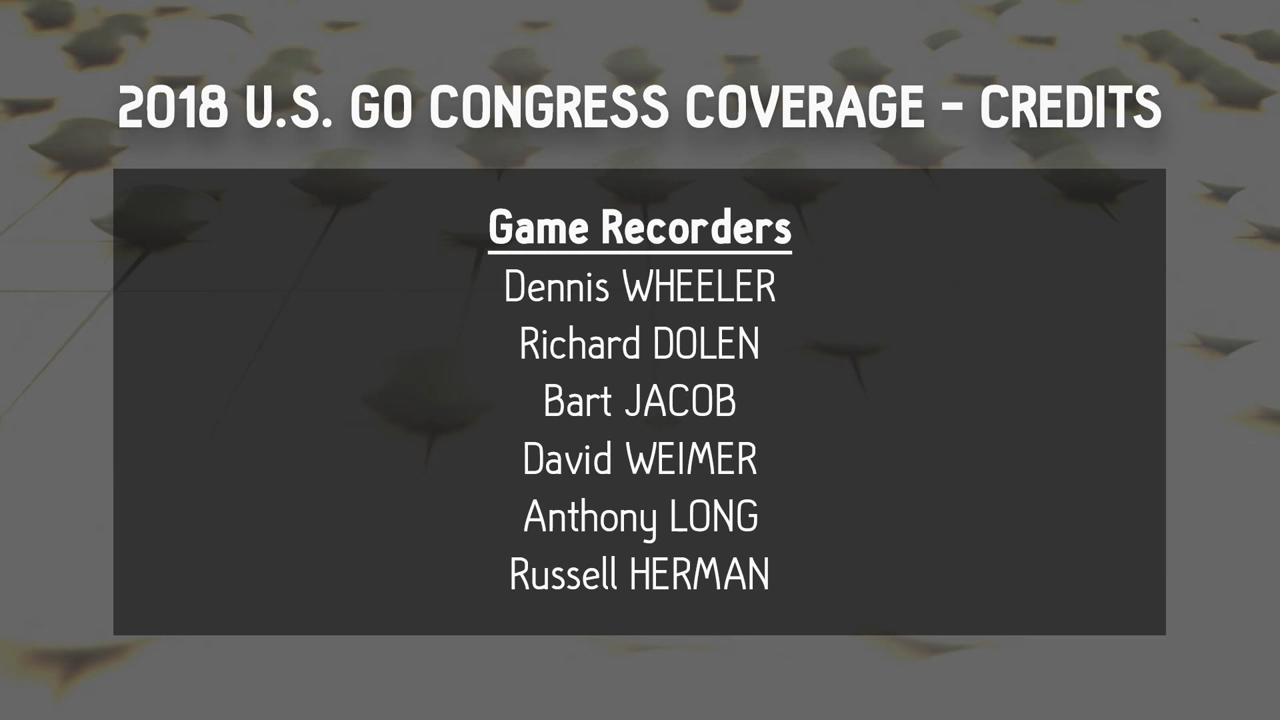 2018 U.S. GO CONGRESS COVERAGE - CREDITS
Game Recorders
Dennis WHEELER
Richard DOLEN
Bart JACOB
David WEIMER
Anthony LONG
Russell HERMAN